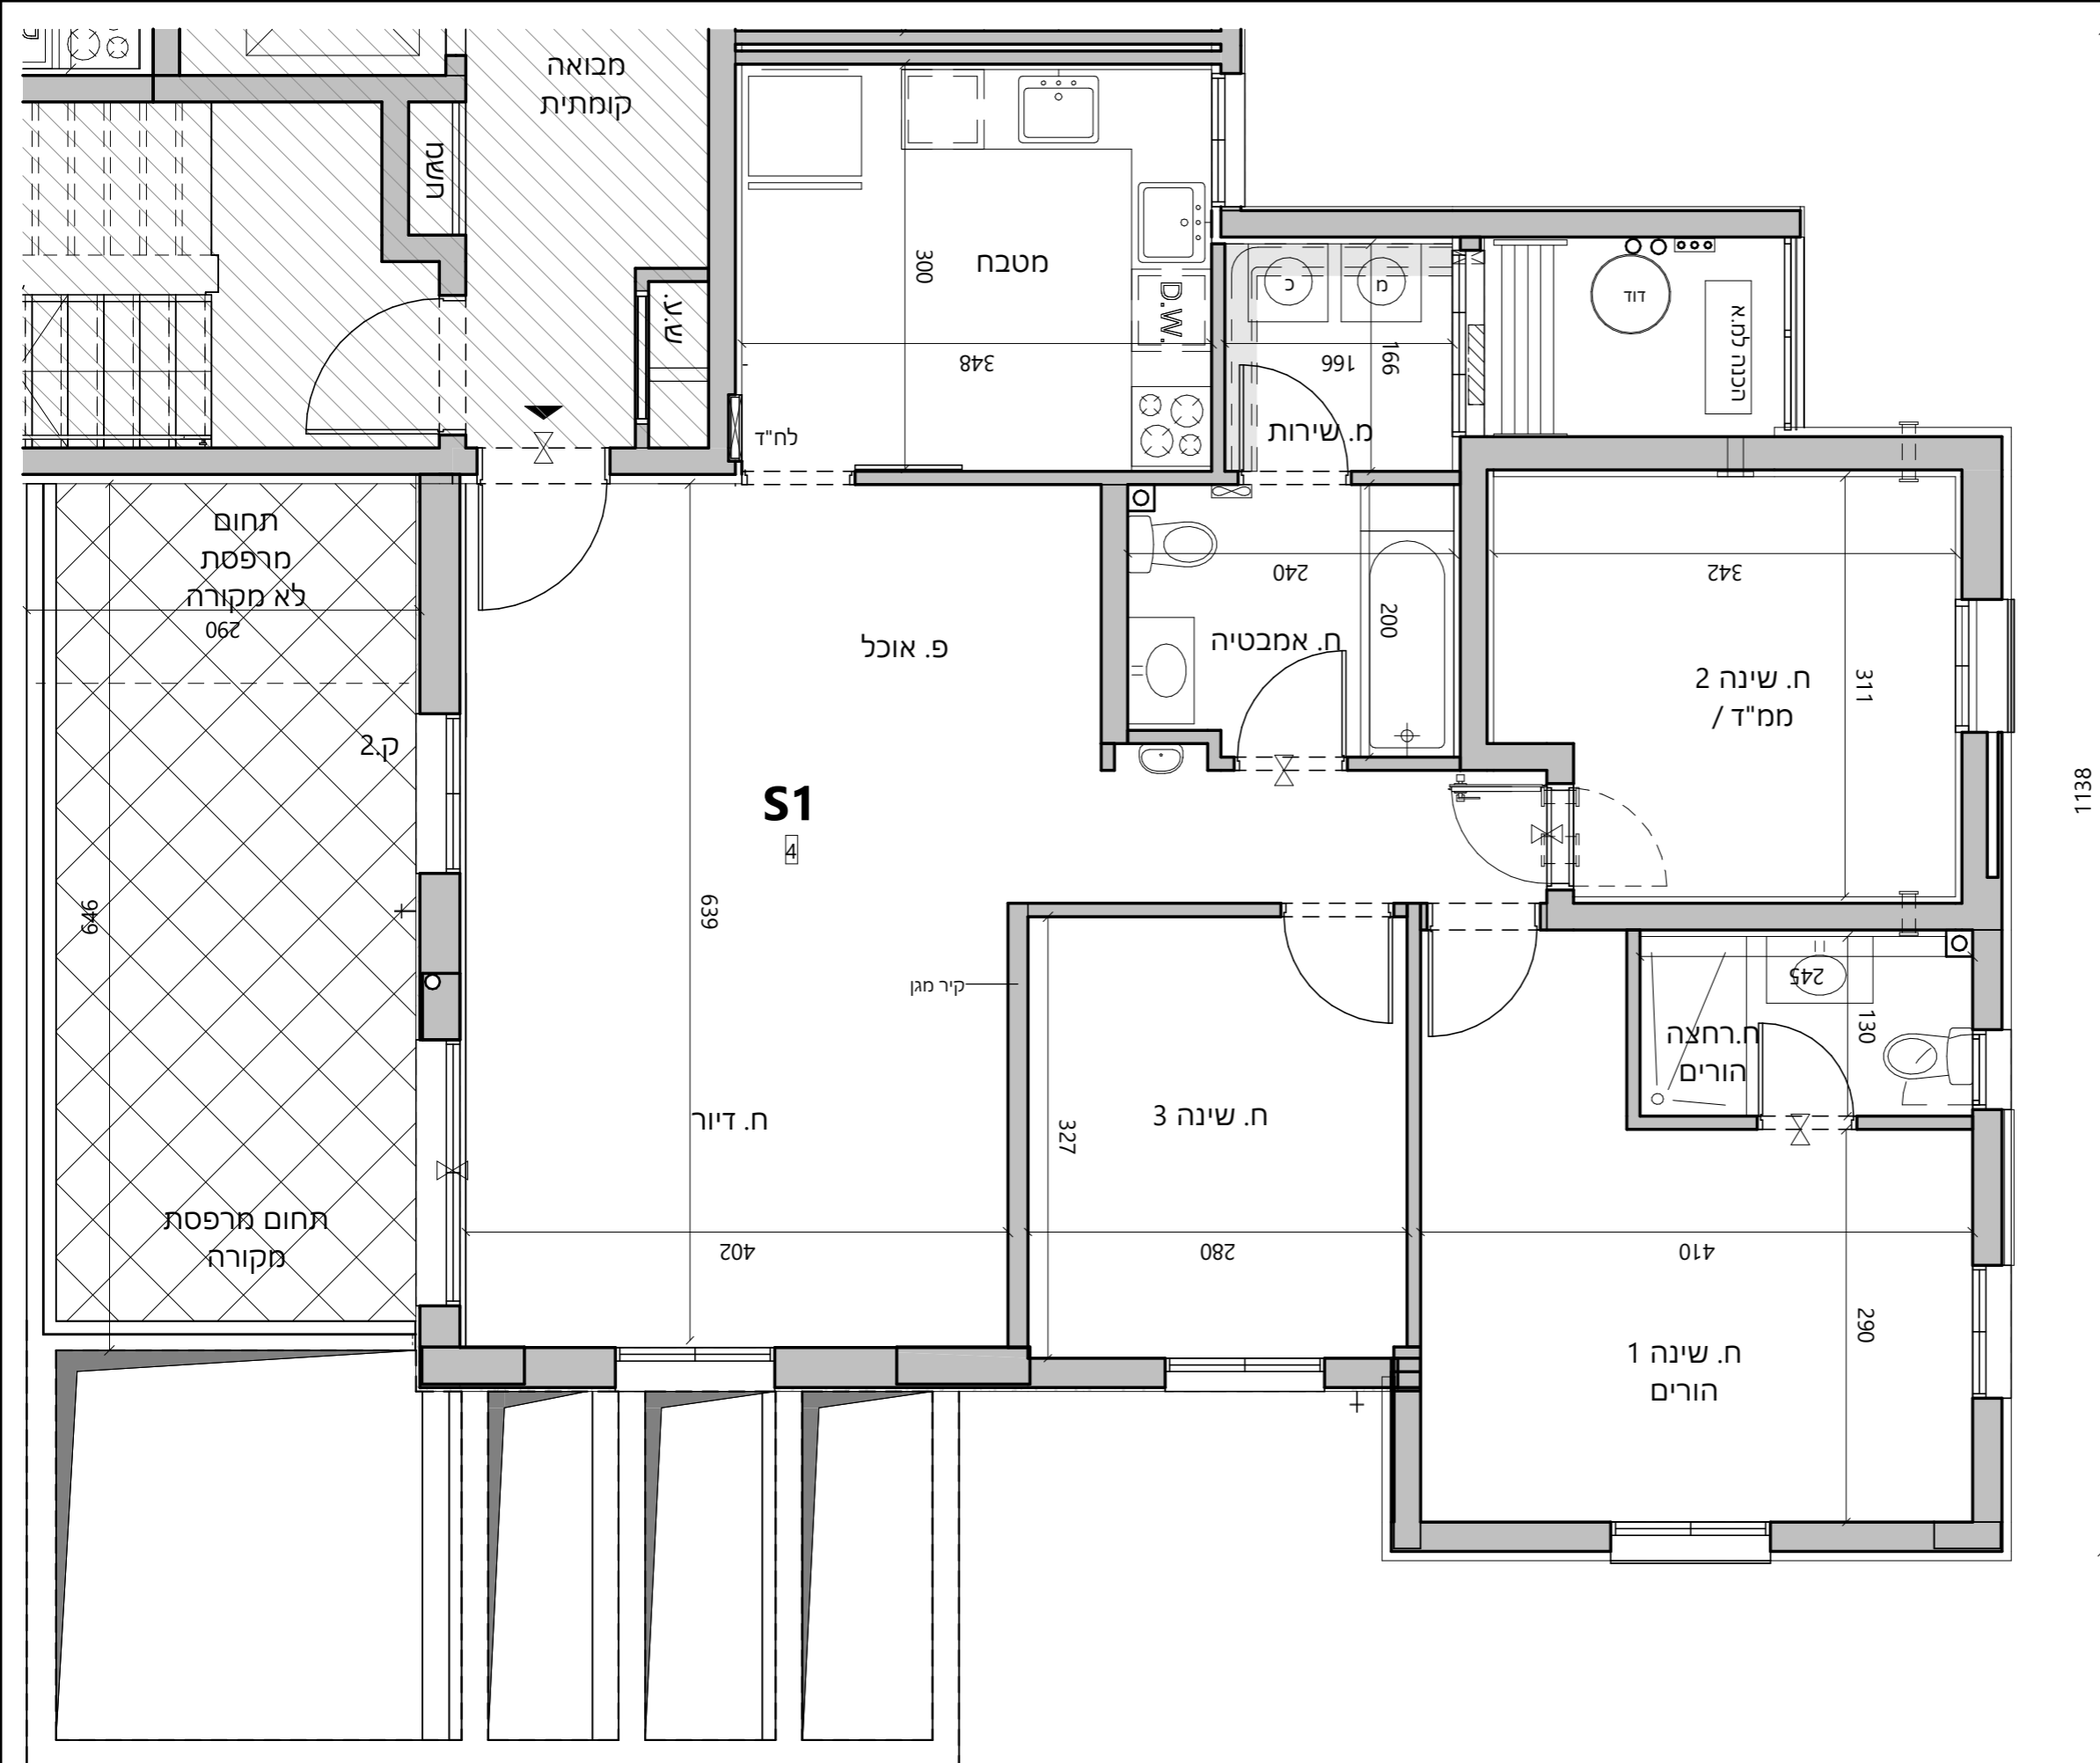 מבואה
קומתית
חשמל
ש.ע.
מטבח
300
348
D.W.
לח"ד
כ
מ
166
166
מ. שירות
דוד
הכנה למ.א
תחום
מרפסת
לא מקורה
290
ק.2
646
תחום מרפסת
מקורה
פ. אוכל
S1
4
639
קיר מגן
ח. דיור
402
240
200
ח. אמבטיה
342
311
ח. שינה 2
/ ממ"ד
1138
ח. שינה 3
327
280
245
130
ח.רחצה
הורים
410
290
ח. שינה 1
הורים